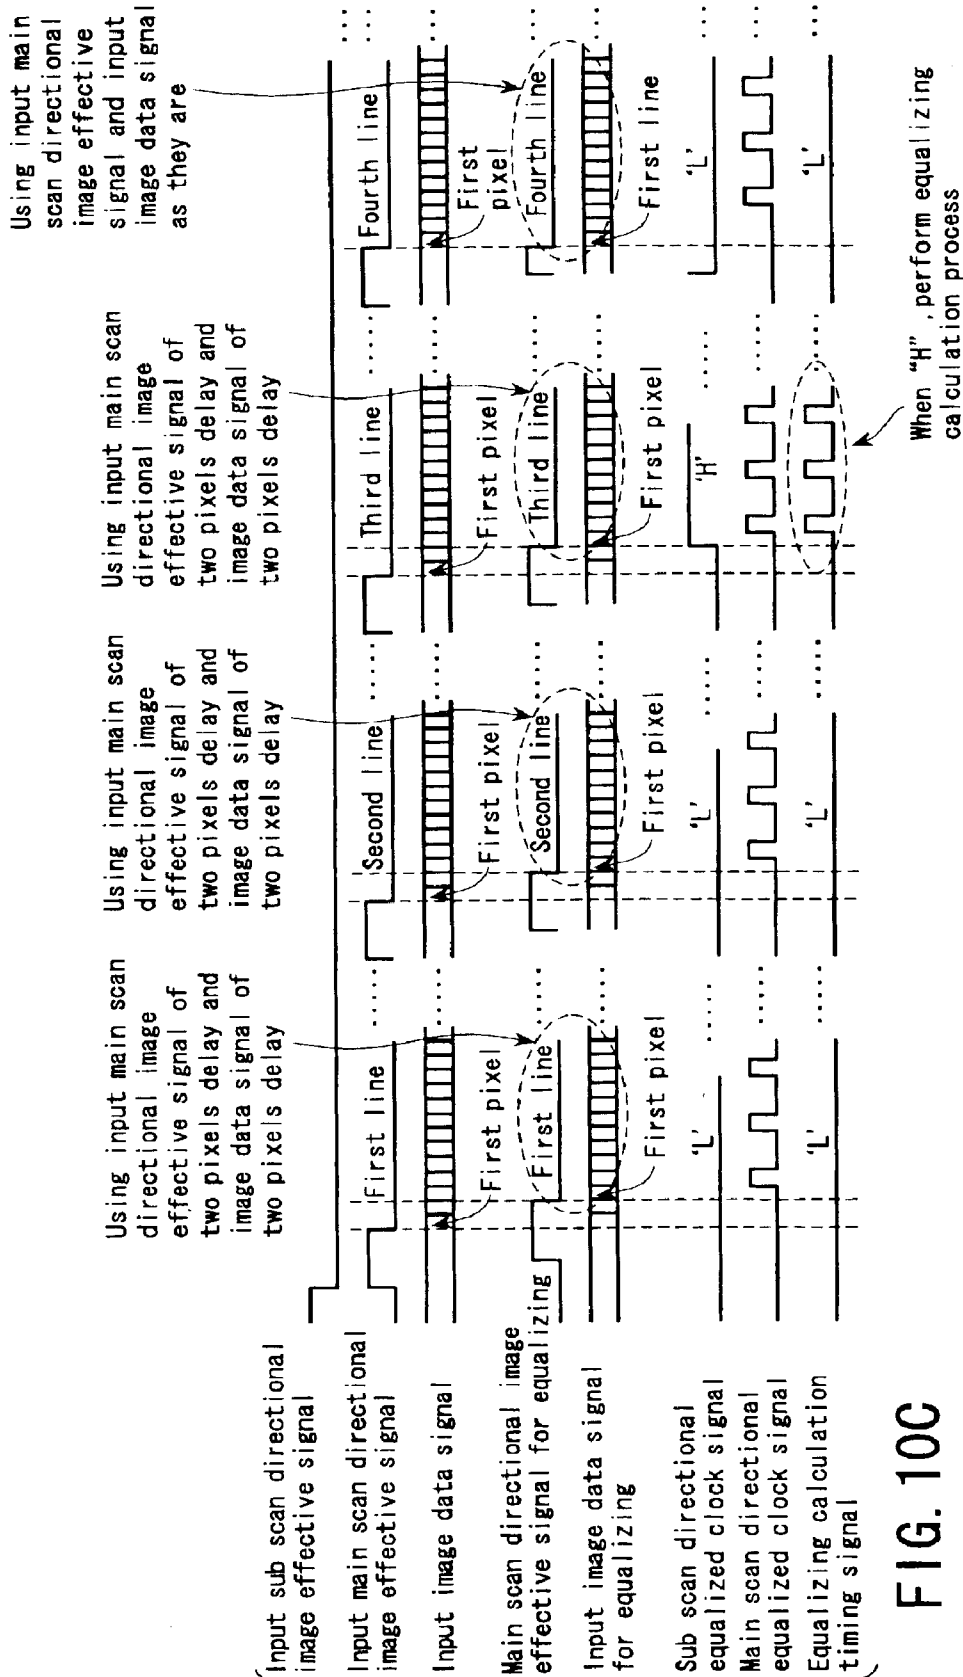 Using input main scan
directional image
effective signal of
two pixels delay and
image data signal of
two pixels delay
Using input main scan
directional image
effective signal of
two pixels delay and
image data signal of
two pixels delay
Using input main scan
directional image
effective signal of
two pixels delay and
image data signal of
two pixels delay
Using input main
scan directional
image effective
signal and input
image data signal
as they are
Input sub scan directional
image effective signal
Input main scan directional
image effective signal
First line
Second line
Third line
Fourth line
Input image data signal
First pixel
First pixel
First pixel
First
pixel
Main scan directional image
effective signal for equalizing
First line
Second line
Third line
Fourth line
Input image data signal
for equalizing
First pixel
First pixel
First pixel
First line
Sub scan directional
equalized clock signal
'L'
'L'
'H'
'L'
Main scan directional
equalized clock signal
Equalizing calculation
timing signal
'L'
'L'
'L'
When "H", perform equalizing
calculation process
FIG. 10C